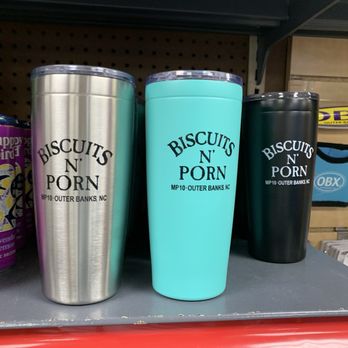 BISCUITS
N'
PORN
MP10·OUTER BANKS, NC
BISCUITS
N'
PORN
MP10·OUTER BANKS, NC
BISCUITS
N'
PORN
MP10·OUTER BANKS, NC
OBX